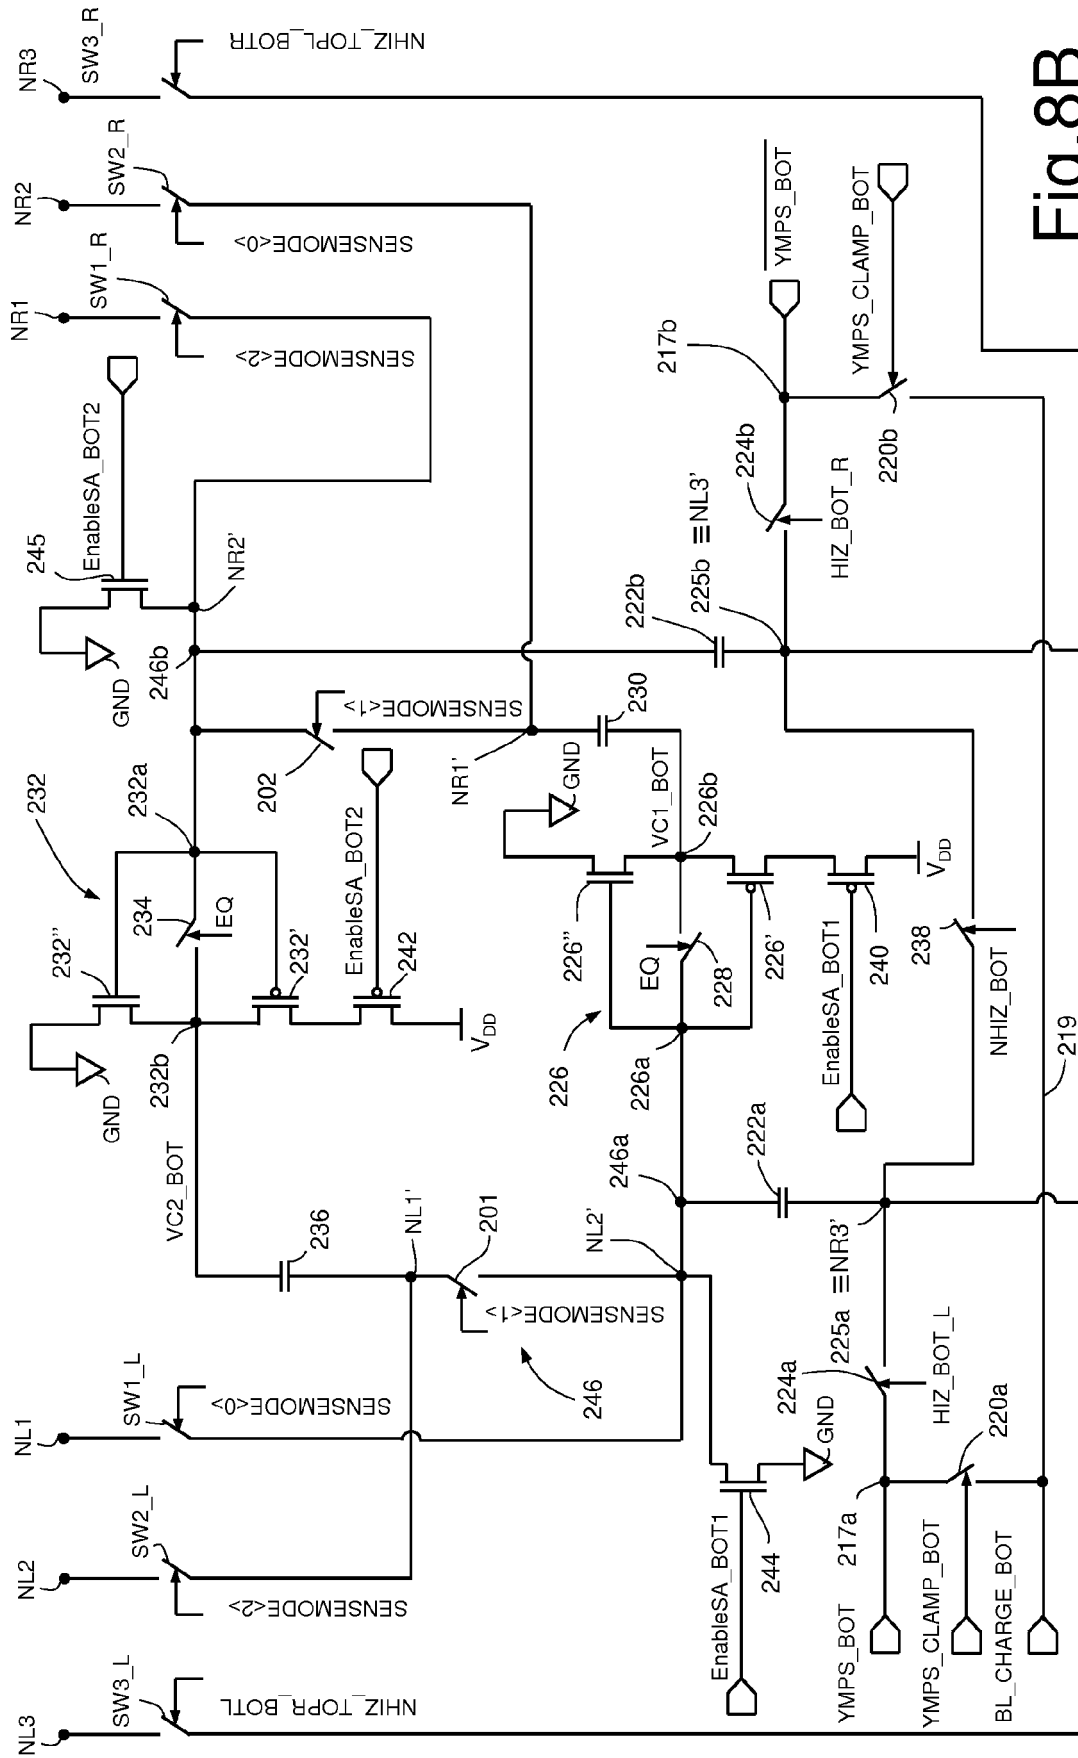 NL3
SW3_L
NHIZ_TOPR_BOTL
NL2
SW2_L
SENSEMODE<2>
NL1
SW1_L
SENSEMODE<0>
NR1
SW1_R
SENSEMODE<2>
NR2
SW2_R
SENSEMODE<0>
NR3
SW3_R
NHIZ_TOPL_BOTR
VC2_BOT
236
NL1'
201
SENSEMODE<1>
246
GND
232''
232
232b
234
EQ
232a
232'
242
EnableSA_BOT2
VDD
202
SENSEMODE<1>
GND
246b
245
EnableSA_BOT2
NR2'
NR1'
230
VC1_BOT
GND
226''
226
226a
EQ
228
226b
226'
EnableSA_BOT1
240
VDD
NL2'
246a
222a
EnableSA_BOT1
244
GND
222b
225b ≡NL3'
224b
HIZ_BOT_R
217b
YMPS_BOT
YMPS_CLAMP_BOT
220b
238
NHIZ_BOT
219
225a ≡NR3'
224a
HIZ_BOT_L
217a
220a
YMPS_BOT
YMPS_CLAMP_BOT
BL_CHARGE_BOT
Fig.8B